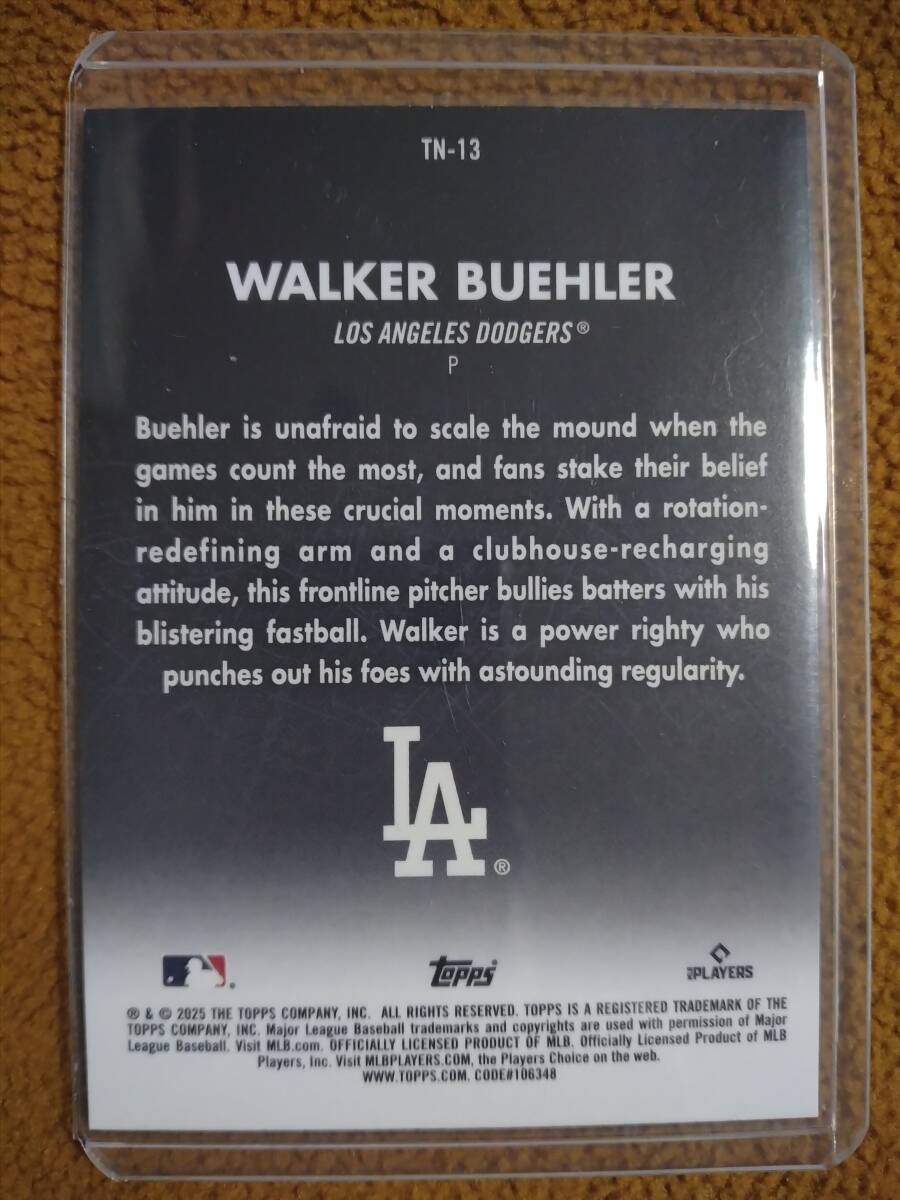 TN-13
WALKER BUEHLER
LOS ANGELES DODGERS®
P
Buehler is unafraid to scale the mound when the
games count the most, and fans stake their belief
in him in these crucial moments. With a rotation-
redefining arm and a clubhouse-recharging
attitude, this frontline pitcher bullies batters with his
blistering fastball. Walker is a power righty who
punches out his foes with astounding regularity.
LA®
topps
PLAYERS
® & © 2025 THE TOPPS COMPANY, INC. ALL RIGHTS RESERVED. TOPPS IS A REGISTERED TRADEMARK OF THE
TOPPS COMPANY, INC. Major League Baseball trademarks and copyrights are used with permission of Major
League Baseball. Visit MLB.com. OFFICIALLY LICENSED PRODUCT OF MLB. Officially Licensed Product of MLB
Players, Inc. Visit MLBPLAYERS.COM, the Players Choice on the web.
WWW.TOPPS.COM. CODE#106348